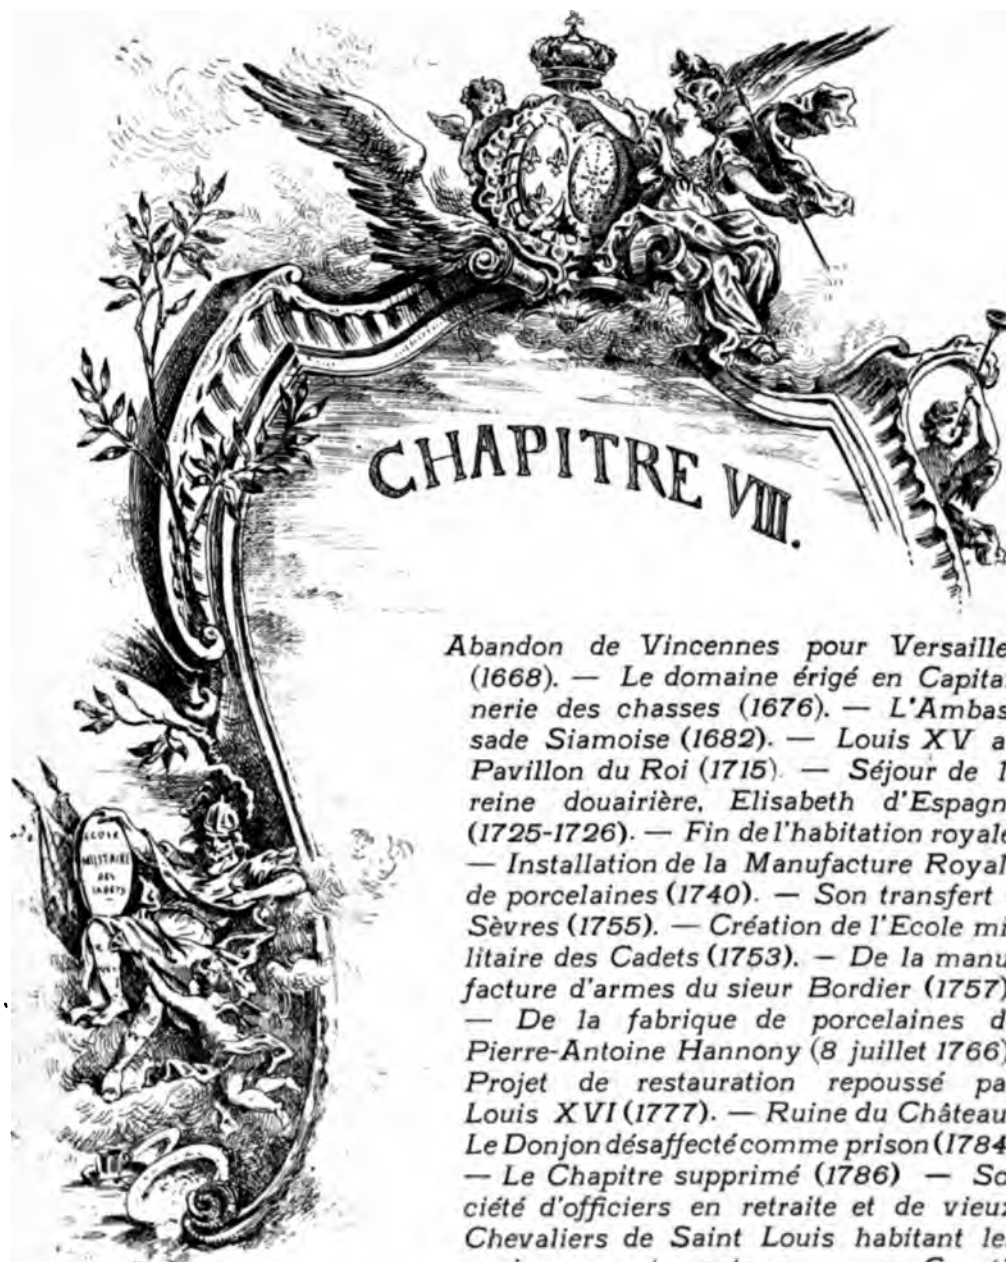 CHAPITRE VIII.
Abandon de Vincennes pour Versaille
(1668). — Le domaine érigé en Capitai
nerie des chasses (1676). — L'Ambas
sade Siamoise (1682). — Louis XV a
Pavillon du Roi (1715). — Séjour de l
reine douairière, Elisabeth d'Espagn
(1725-1726). — Fin de l'habitation royale
— Installation de la Manufacture Royal
de porcelaines (1740). — Son transfert
Sèvres (1755). — Création de l'Ecole mi
litaire des Cadets (1753). — De la manu
facture d'armes du sieur Bordier (1757)
— De la fabrique de porcelaines d
Pierre-Antoine Hannony (8 juillet 1766)
Projet de restauration repoussé pa
Louis XVI (1777). — Ruine du Château
Le Donjon désaffecté comme prison (1784
— Le Chapitre supprimé (1786) — So
ciété d'officiers en retraite et de vieux
Chevaliers de Saint Louis habitant le
ECOLE
MILITAIRE
DES
CADETS